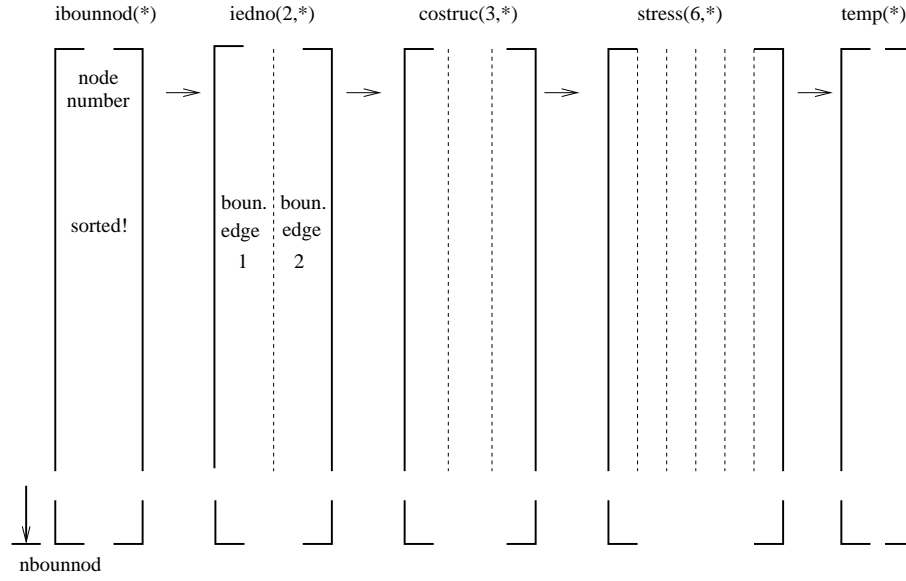 ibounnod(*)
iedno(2,*)
costruc(3,*)
stress(6,*)
temp(*)
node
number
sorted!
boun.
edge
1
boun.
edge
2
nbounnod